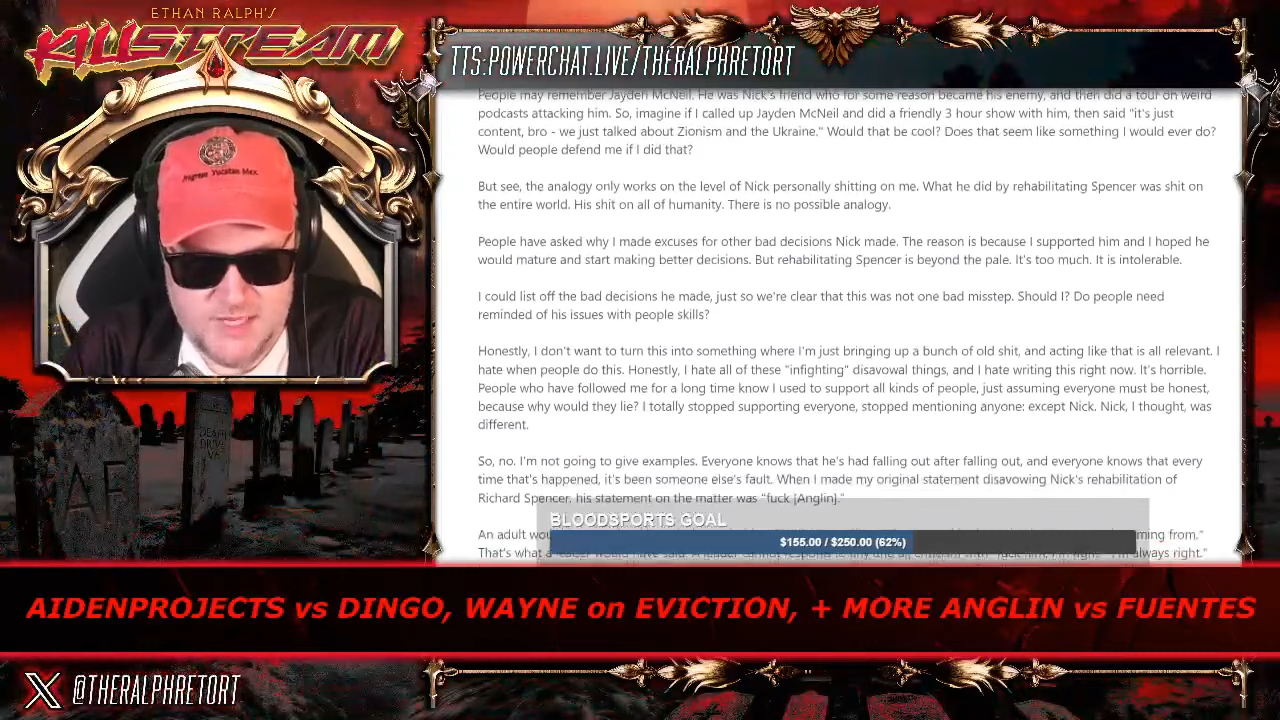 ETHAN RALPH'S
KILLSTREAM
TTS:POWERCHAT.LIVE/THERALPHRETORT
People may remember Jayden McNeil. He was Nick's friend who for some reason became his enemy, and then did a tour on weird
podcasts attacking him. So, imagine if I called up Jayden McNeil and did a friendly 3 hour show with him, then said "it's just
content, bro - we just talked about Zionism and the Ukraine." Would that be cool? Does that seem like something I would ever do?
Would people defend me if I did that?
But see, the analogy only works on the level of Nick personally shitting on me. What he did by rehabilitating Spencer was shit on
the entire world. His shit on all of humanity. There is no possible analogy.
People have asked why I made excuses for other bad decisions Nick made. The reason is because I supported him and I hoped he
would mature and start making better decisions. But rehabilitating Spencer is beyond the pale. It's too much. It is intolerable.
I could list off the bad decisions he made, just so we're clear that this was not one bad misstep. Should I? Do people need
reminded of his issues with people skills?
Honestly, I don't want to turn this into something where I'm just bringing up a bunch of old shit, and acting like that is all relevant. I
hate when people do this. Honestly, I hate all of these "infighting" disavowal things, and I hate writing this right now. It's horrible.
People who have followed me for a long time know I used to support all kinds of people, just assuming everyone must be honest,
because why would they lie? I totally stopped supporting everyone, stopped mentioning anyone: except Nick. Nick, I thought, was
different.
So, no. I'm not going to give examples. Everyone knows that he's had falling out after falling out, and everyone knows that every
time that's happened, it's been someone else's fault. When I made my original statement disavowing Nick's rehabilitation of
Richard Spencer, his statement on the matter was "fuck [Anglin]."
An adult
ming from."
That's what
always right."
BLOODSPORTS GOAL
$155.00 / $250.00 (62%)
AF
DEATH
AIDENPROJECTS vs DINGO, WAYNE on EVICTION, + MORE ANGLIN vs FUENTES
X @THERALPHRETORT